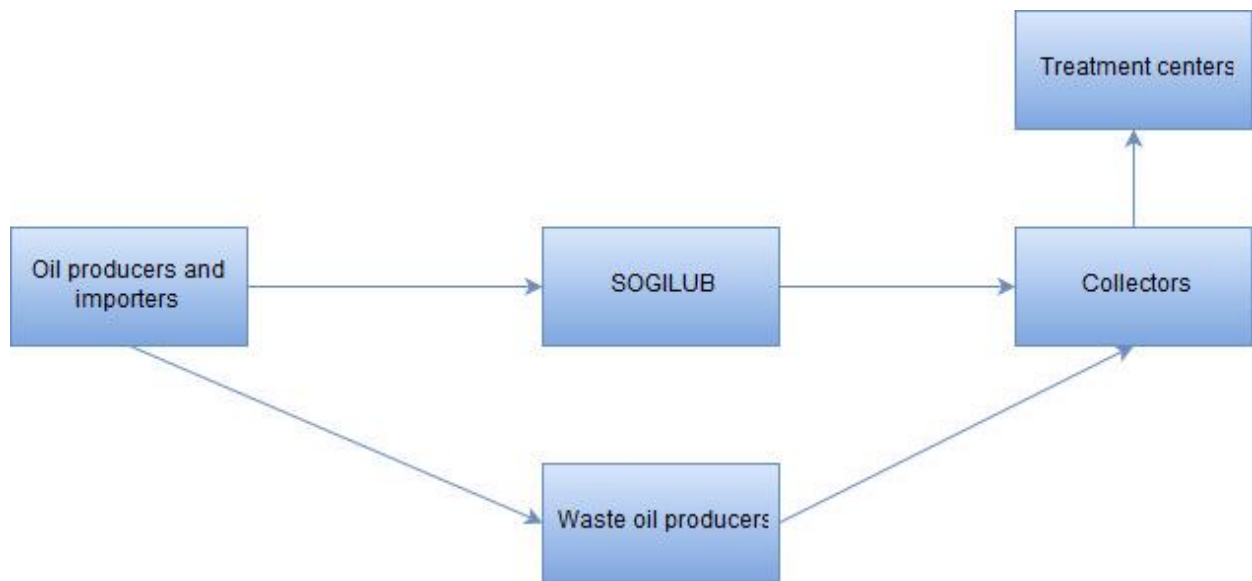 Treatment centers
Oil producers and
importers
SOGILUB
Collectors
Waste oil producers